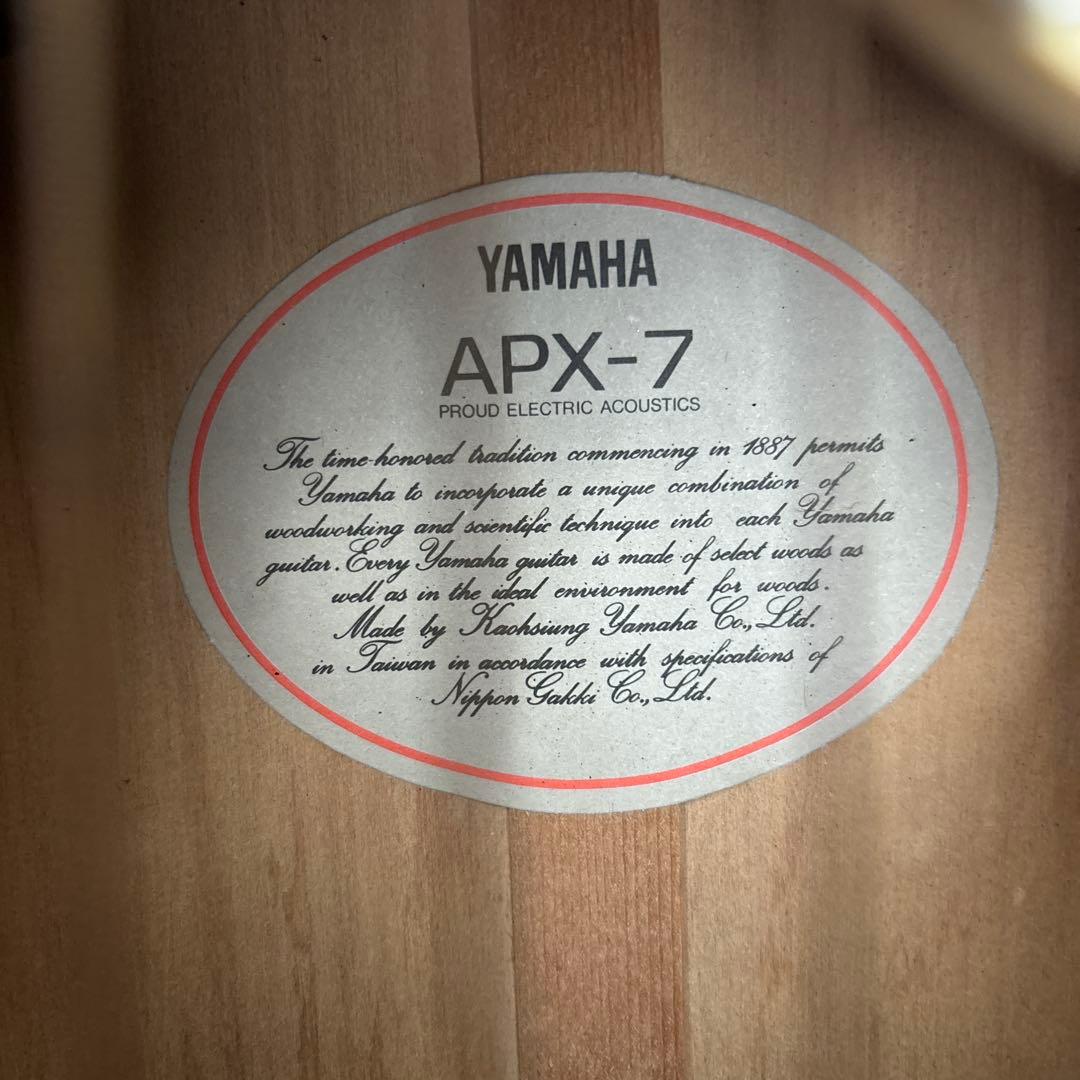 YAMAHA
APX-7
PROUD ELECTRIC ACOUSTICS
The time-honored tradition commencing in 1887 permits
Yamaha to incorporate a unique combination of
woodworking and scientific technique into each Yamaha
guitar. Every Yamaha guitar is made of select woods as
well as in the ideal environment for woods.
Made by Kaohsiung Yamaha Co., Ltd.
in Taiwan in accordance with specifications of
Nippon Gakki Co., Ltd.